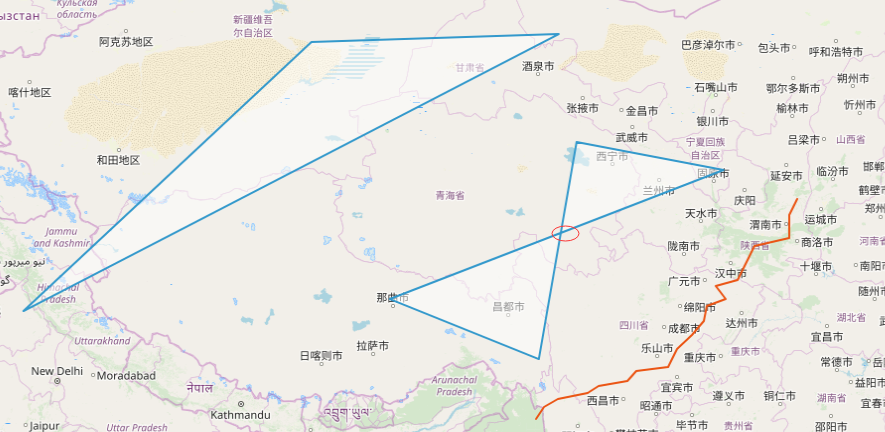 Кульская
область
ызстан
新疆维吾
尔自治区
阿克苏地区
巴彦淖尔市
包头市
呼和浩特市
甘肃省
酒泉市
喀什地区
石嘴山市
鄂尔多斯市
朔州市
张掖市
金昌市
榆林市
忻州市
银川市
武威市
宁夏回族
自治区
吕梁市
山西省
和田地区
西宁市
固原市
延安市
临汾市
邯郸
青海省
兰州市
庆阳
鹤壁市
天水市
渭南市
运城市
郑州
Jammu
and Kashmir
陇南市
陕西省
商洛市
河南省
نیو میرپور
汉中市
十堰市
南阳
Himachal
Pradesh
那曲市
昌都市
广元市
随州市
绵阳市
四川省
达州市
湖北省
成都市
宜昌市
Uttarakhand
拉萨市
日喀则市
乐山市
重庆市
重庆市
常德市
岳阳
New Delhi
Moradabad
नेपाल
Arunachal
Pradesh
宜宾市
益阳市
西昌市
昭通市
遵义市
铜仁市
湖南省
宜春
Kathmandu
Jaipur
Uttar Pradesh
毕节市
贵州省
邵阳市